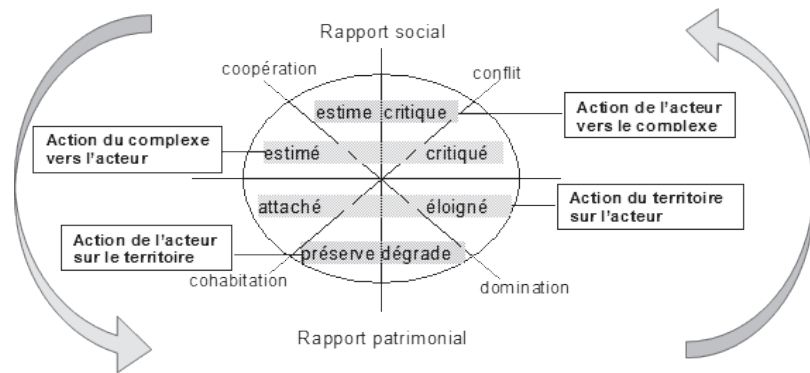 Rapport social
coopération
conflit
estime critique
Action de l'acteur
vers le complexe
Action du complexe
vers l'acteur
estimé
critiqué
attaché
éloigné
Action du territoire
sur l'acteur
Action de l'acteur
sur le territoire
préserve dégrade
cohabitation
domination
Rapport patrimonial